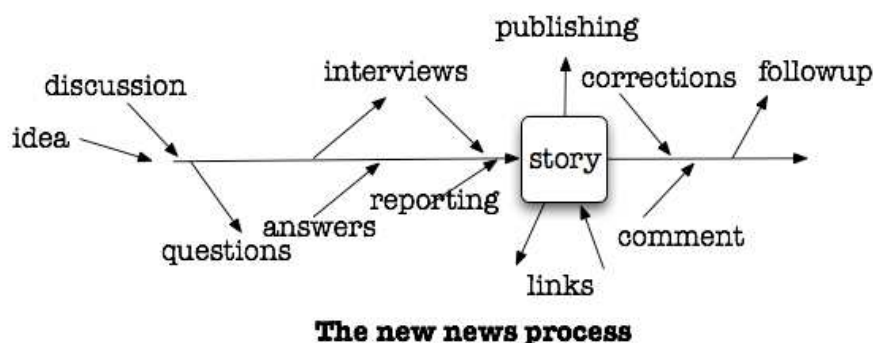 publishing
interviews
corrections
followup
discussion
idea
story
reporting
answers
questions
comment
links
The new news process